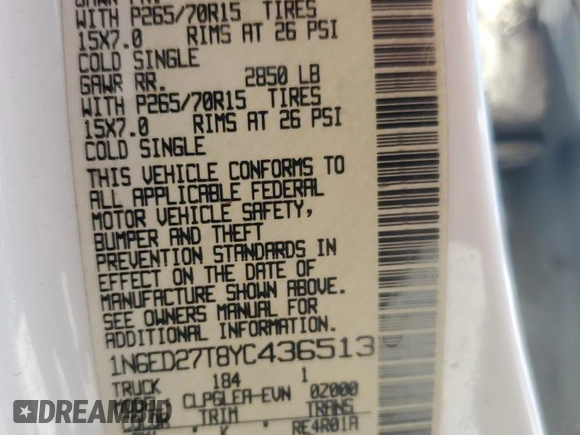 WITH P265/70R15 TIRES
15X7.0 RIMS AT 26 PSI
COLD SINGLE
GAWR RR. 2850 LB
WITH P265/70R15 TIRES
15X7.0 RIMS AT 26 PSI
COLD SINGLE
THIS VEHICLE CONFORMS TO
ALL APPLICABLE FEDERAL
MOTOR VEHICLE SAFETY,
BUMPER AND THEFT
PREVENTION STANDARDS IN
EFFECT ON THE DATE OF
MANUFACTURE SHOWN ABOVE.
SEE OWNERS MANUAL FOR
ADDITIONAL INFORMATION.
1N6ED27T8YC436513
TRUCK 184 1
CLPGLEA-EVN 0Z000
TRIM TRANS
K RE4R01A
DREAMBID